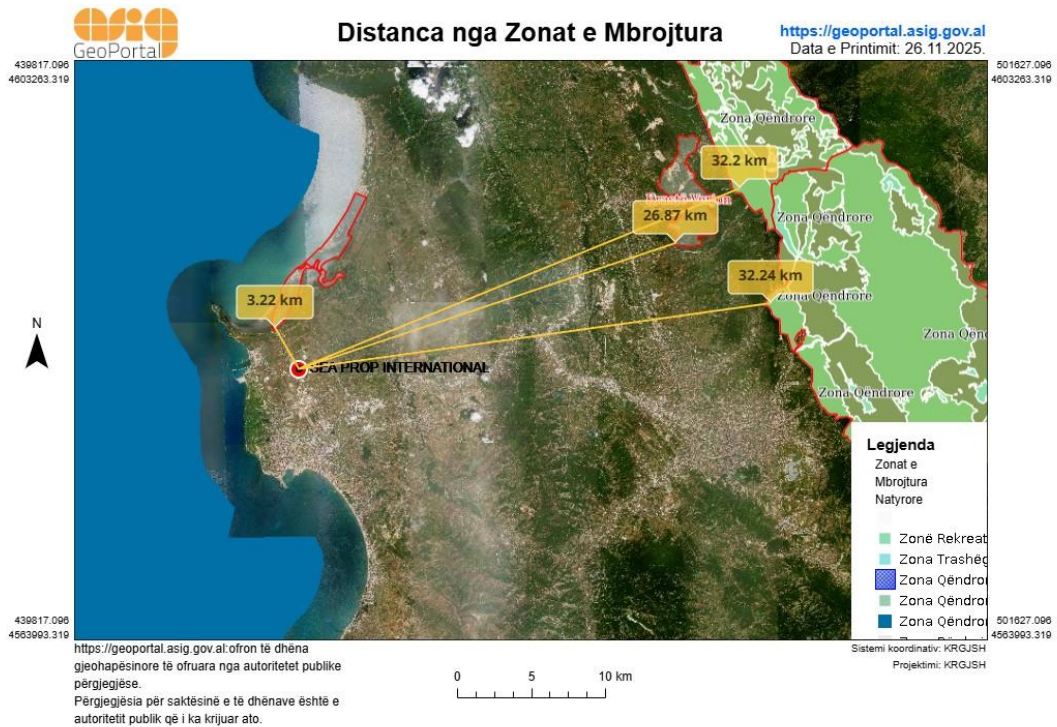 asig
GeoPortal
Distanca nga Zonat e Mbrojtura
https://geoportal.asig.gov.al
Data e Printimit: 26.11.2025.
439817.096
4603263.319
501627.096
4603263.319
Zona Qëndrore
32.2 km
26.87 km
Zona Qëndrore
32.24 km
Zona Qëndrore
3.22 km
N
Zona Qënd
SEA PROP INTERNATIONAL
Zona Qëndrore
Legjenda
Zonat e
Mbrojtura
Natyrore
Zonë Rekreat
Zona Trashëg
Zona Qëndror
Zona Qëndror
Zona Qëndror
439817.096
4563993.319
501627.096
4563993.319
https://geoportal.asig.gov.al:ofron të dhëna
gjeohapësinore të ofruara nga autoritetet publike
përgjegjëse.
Përgjegjësia për saktësinë e të dhënave është e
autoritetit publik që i ka krijuar ato.
0 5 10 km
Sistemi koordinativ: KRGJSH
Projektimi: KRGJSH